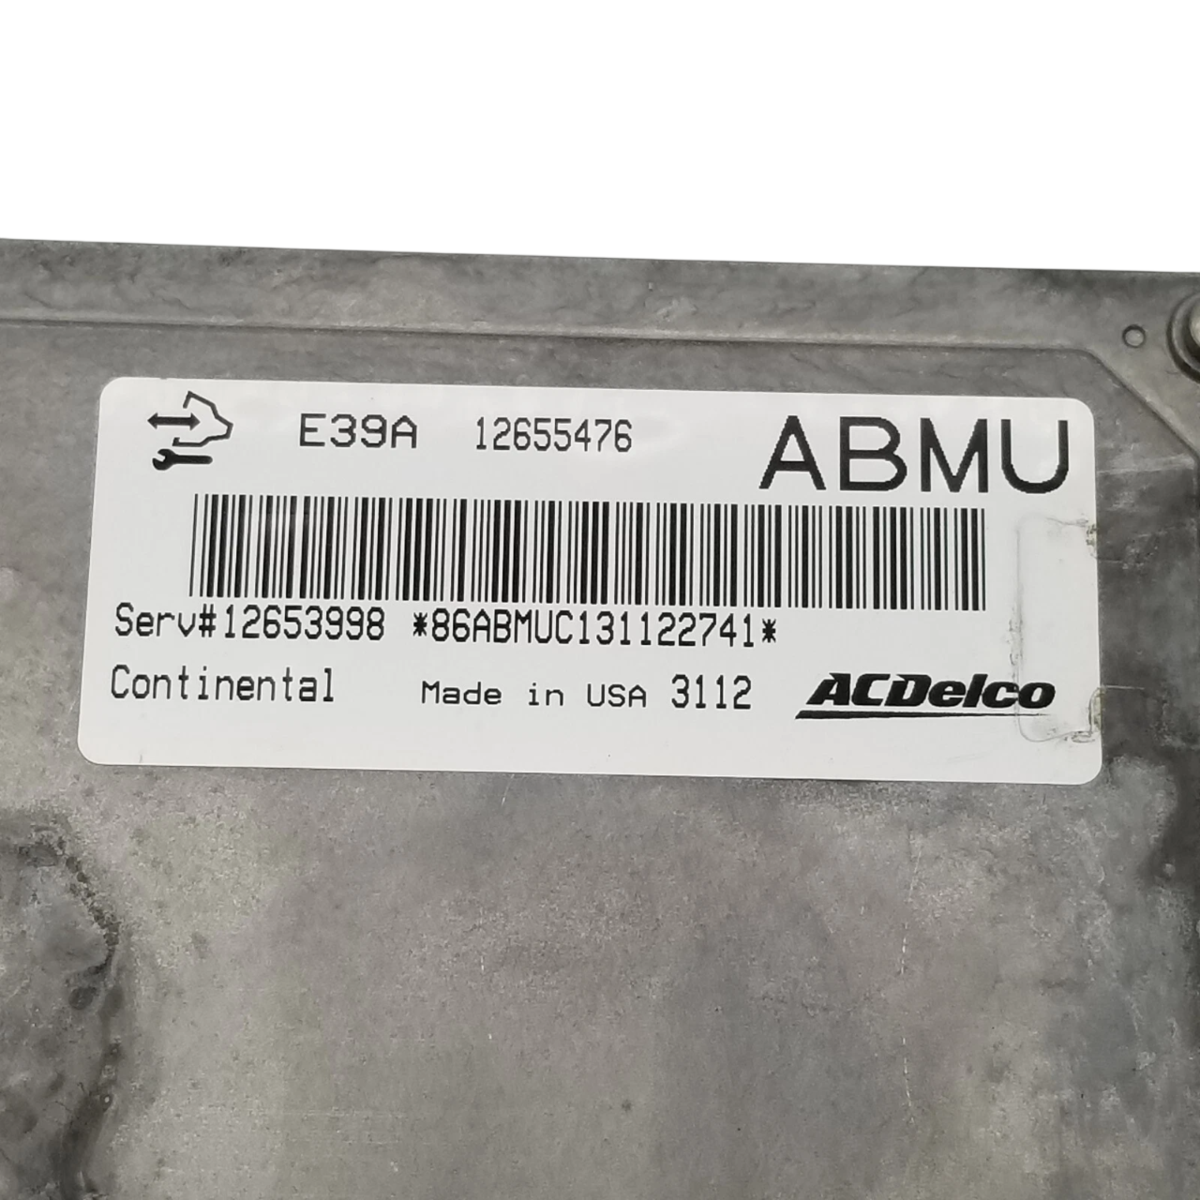 E39A 12655476 ABMU
Serv#12653998 *86ABMUC131122741*
Continental Made in USA 3112 ACDelco